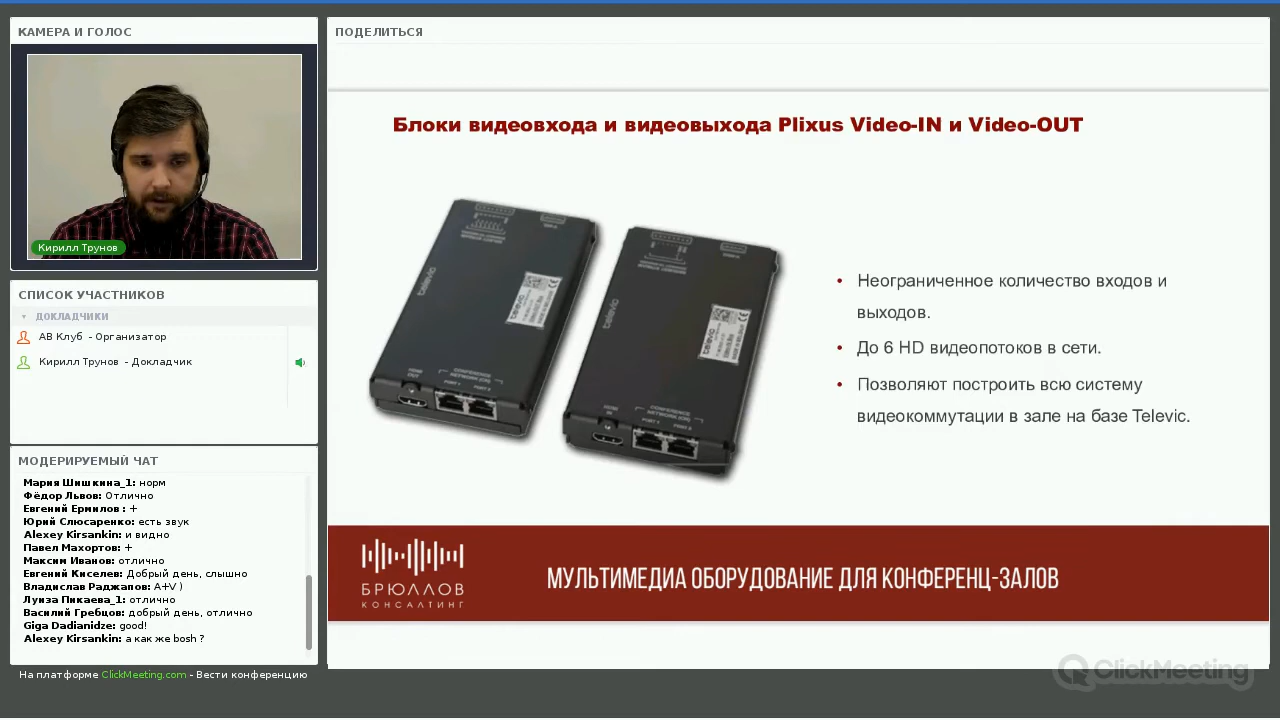 КАМЕРА И ГОЛОС
Кирилл Трунов
СПИСОК УЧАСТНИКОВ
ДОКЛАДЧИКИ
АВ Клуб - Организатор
Кирилл Трунов - Докладчик
МОДЕРИРУЕМЫЙ ЧАТ
Мария Шишкина_1: норм
Фёдор Львов: Отлично
Евгений Ермилов : +
Юрий Слюсаренко: есть звук
Alexey Kirsankin: и видно
Павел Махортов: +
Максим Иванов: отлично
Евгений Киселев: Добрый день, слышно
Владислав Раджапов: A+V )
Луиза Пикаева_1: отлично
Василий Гребцов: добрый день, отлично
Giga Dadianidze: good!
Alexey Kirsankin: а как же bosh ?
На платформе ClickMeeting.com - Вести конференцию
ПОДЕЛИТЬСЯ
Блоки видеовхода и видеовыхода Plixus Video-IN и Video-OUT
televic
televic
televic
televic
Неограниченное количество входов и
выходов.
До 6 HD видеопотоков в сети.
Позволяют построить всю систему
видеокоммутации в зале на базе Televic.
БРЮЛЛОВ
КОНСАЛТИНГ
МУЛЬТИМЕДИА ОБОРУДОВАНИЕ ДЛЯ КОНФЕРЕНЦ-ЗАЛОВ
ClickMeeting